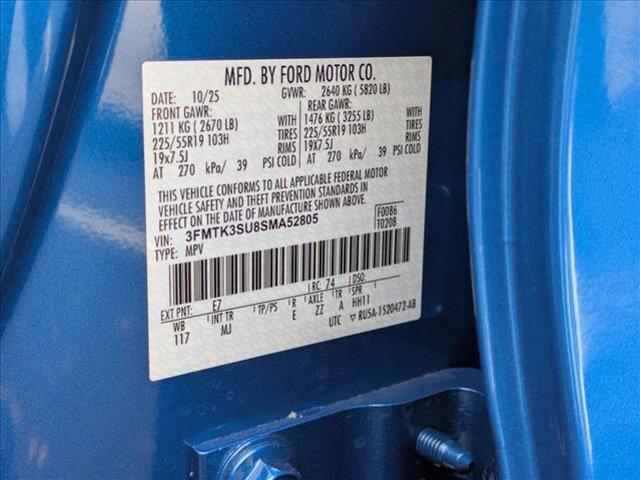 MFD. BY FORD MOTOR CO.
DATE: 10/25 GVWR: 2640 KG ( 5820 LB)
FRONT GAWR: REAR GAWR:
1211 KG ( 2670 LB) WITH 1476 KG ( 3255 LB) WITH
225/55R19 103H TIRES 225/55R19 103H TIRES
19x7.5J RIMS 19x7.5J RIMS
AT 270 kPa/ 39 PSI COLD AT 270 kPa/ 39 PSI COLD
THIS VEHICLE CONFORMS TO ALL APPLICABLE FEDERAL MOTOR
VEHICLE SAFETY AND THEFT PREVENTION STANDARDS IN
EFFECT ON THE DATE OF MANUFACTURE SHOWN ABOVE.
VIN: 3FMTK3SU8SMA52805 F0086
TYPE: MPV T0208
EXT PNT: E7 RC: 74 DSO:
WB INT TR TP/PS R AXLE TR SPR
117 MJ E ZZ A HH11
UTC ▽ RU5A-1520472-AB